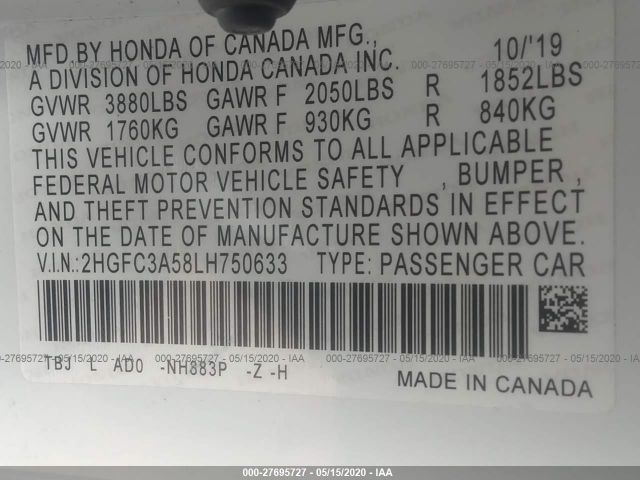 MFD BY HONDA OF CANADA MFG., 10/'19
A DIVISION OF HONDA CANADA INC.
GVWR 3880LBS GAWR F 2050LBS R 1852LBS
GVWR 1760KG GAWR F 930KG R 840KG
THIS VEHICLE CONFORMS TO ALL APPLICABLE
FEDERAL MOTOR VEHICLE SAFETY , BUMPER ,
AND THEFT PREVENTION STANDARDS IN EFFECT
ON THE DATE OF MANUFACTURE SHOWN ABOVE.
V.I.N.:2HGFC3A58LH750633 TYPE: PASSENGER CAR
TBJ L AD0 -NH883P -Z -H
MADE IN CANADA
000-27695727 - 05/15/2020 - IAA